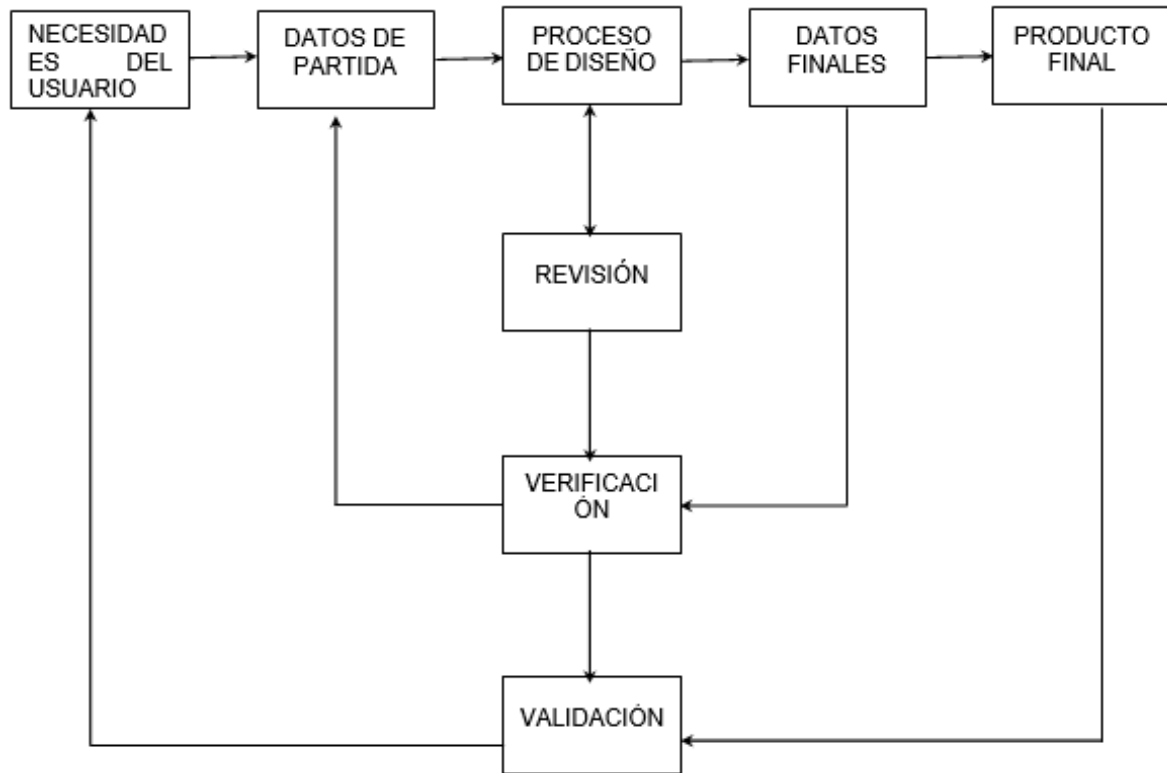 NECESIDAD
ES DEL
USUARIO
DATOS DE
PARTIDA
PROCESO
DE DISEÑO
DATOS
FINALES
PRODUCTO
FINAL
REVISIÓN
VERIFICACI
ÓN
VALIDACIÓN